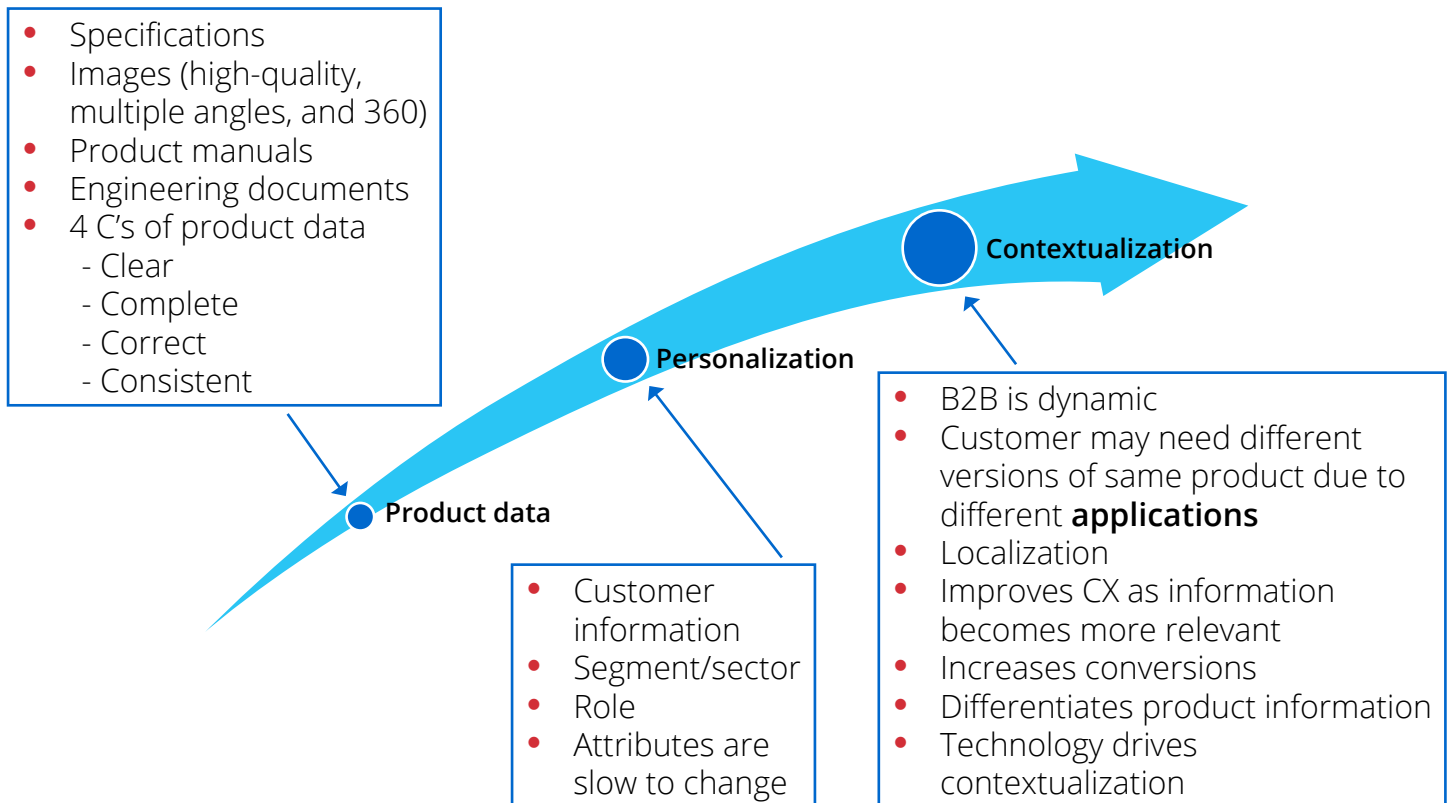 • Specifications
• Images (high-quality,
multiple angles, and 360)
• Product manuals
• Engineering documents
• 4 C’s of product data
- Clear
- Complete
- Correct
- Consistent
Contextualization
Personalization
Product data
• Customer
information
• Segment/sector
• Role
• Attributes are
slow to change
• B2B is dynamic
• Customer may need different
versions of same product due to
different applications
• Localization
• Improves CX as information
becomes more relevant
• Increases conversions
• Differentiates product information
• Technology drives
contextualization